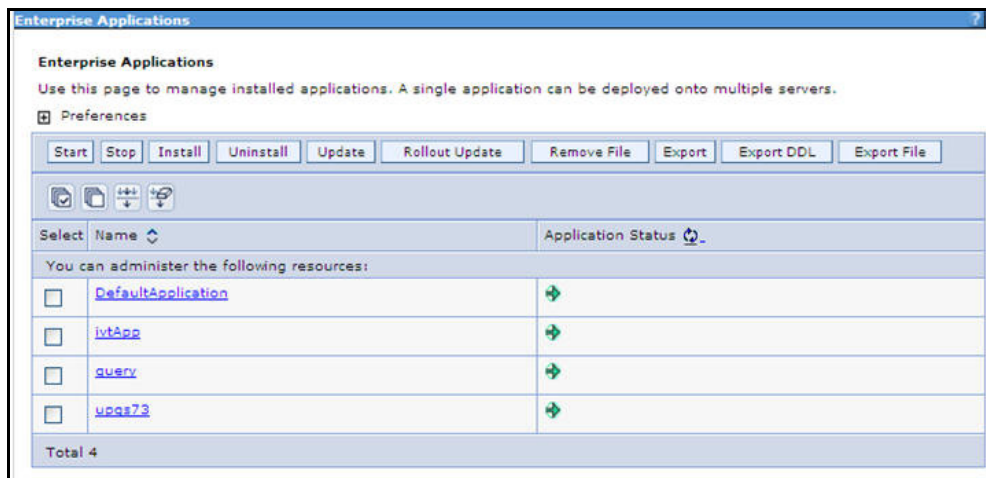 Enterprise Applications ?
Enterprise Applications
Use this page to manage installed applications. A single application can be deployed onto multiple servers.
Preferences
Start Stop Install Uninstall Update Rollout Update Remove File Export Export DDL Export File
Select Name Application Status
You can administer the following resources:
DefaultApplication
ivtApp
query
upgs73
Total 4